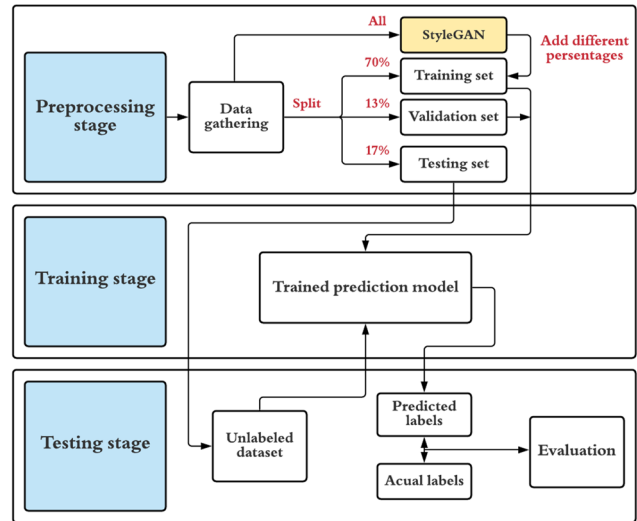 All
StyleGAN
Add different
persentages
70%
Training set
Preprocessing
stage
Data
gathering
Split
13%
Validation set
17%
Testing set
Training stage
Trained prediction model
Testing stage
Unlabeled
dataset
Predicted
labels
Evaluation
Acual labels